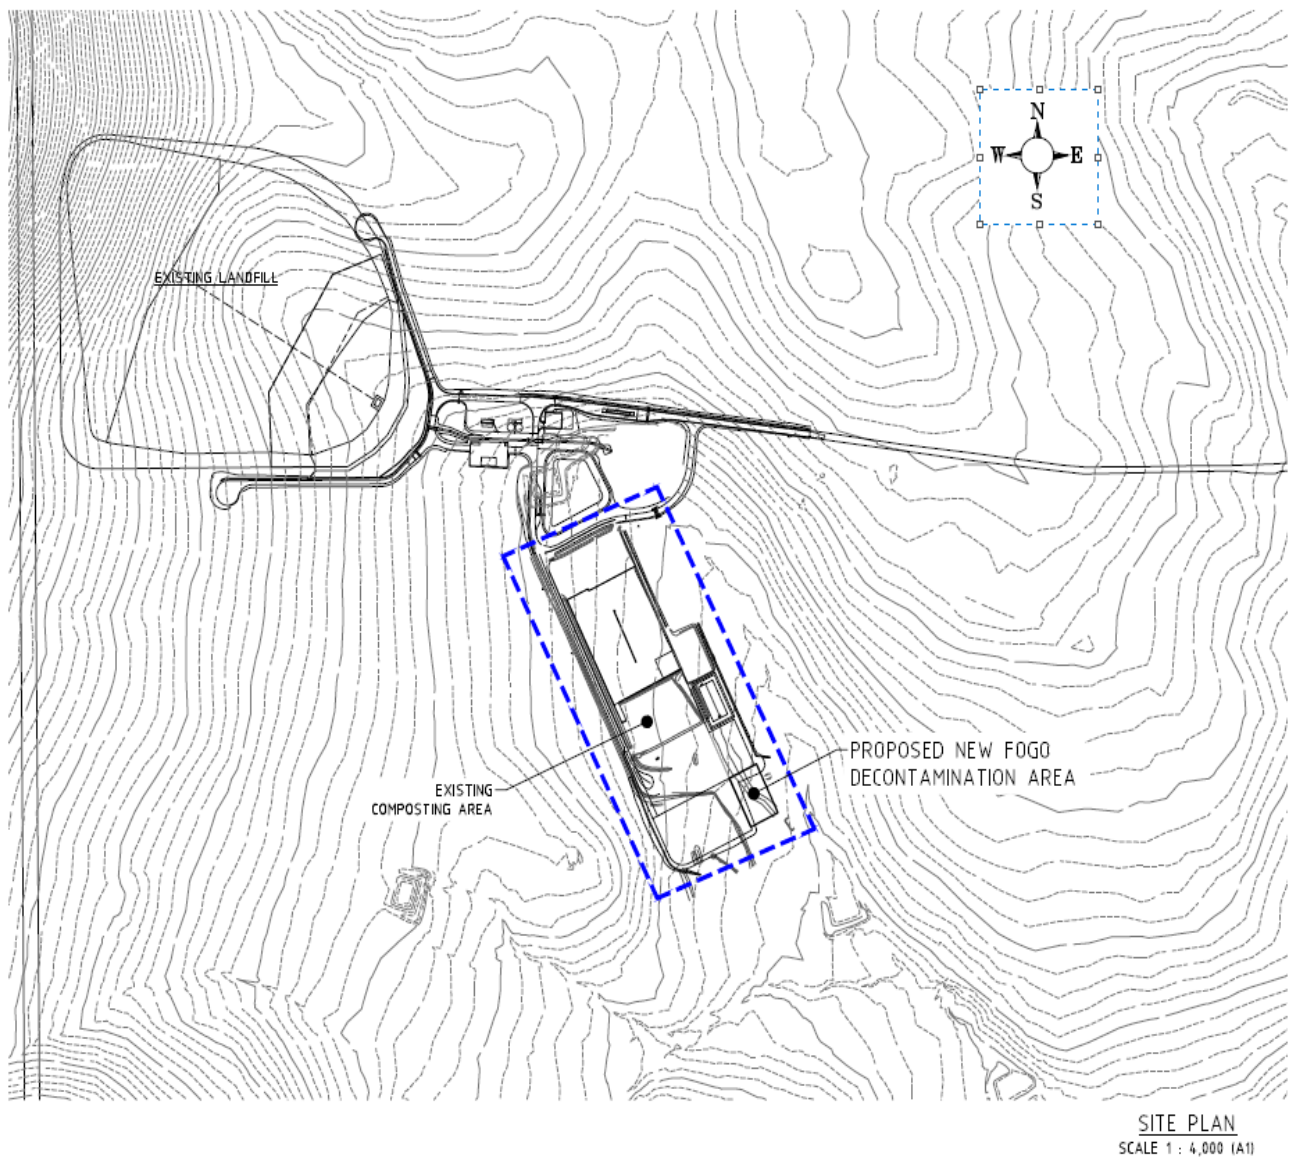 N
W E
S
EXISTING LANDFILL
PROPOSED NEW FOGO
DECONTAMINATION AREA
EXISTING
COMPOSTING AREA
SITE PLAN
SCALE 1 : 4,000 (A1)